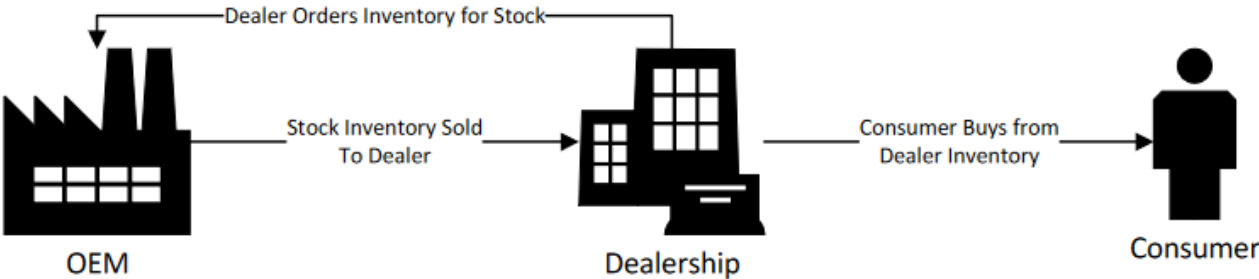 Dealer Orders Inventory for Stock
Stock Inventory Sold
To Dealer
Consumer Buys from
Dealer Inventory
OEM
Dealership
Consumer